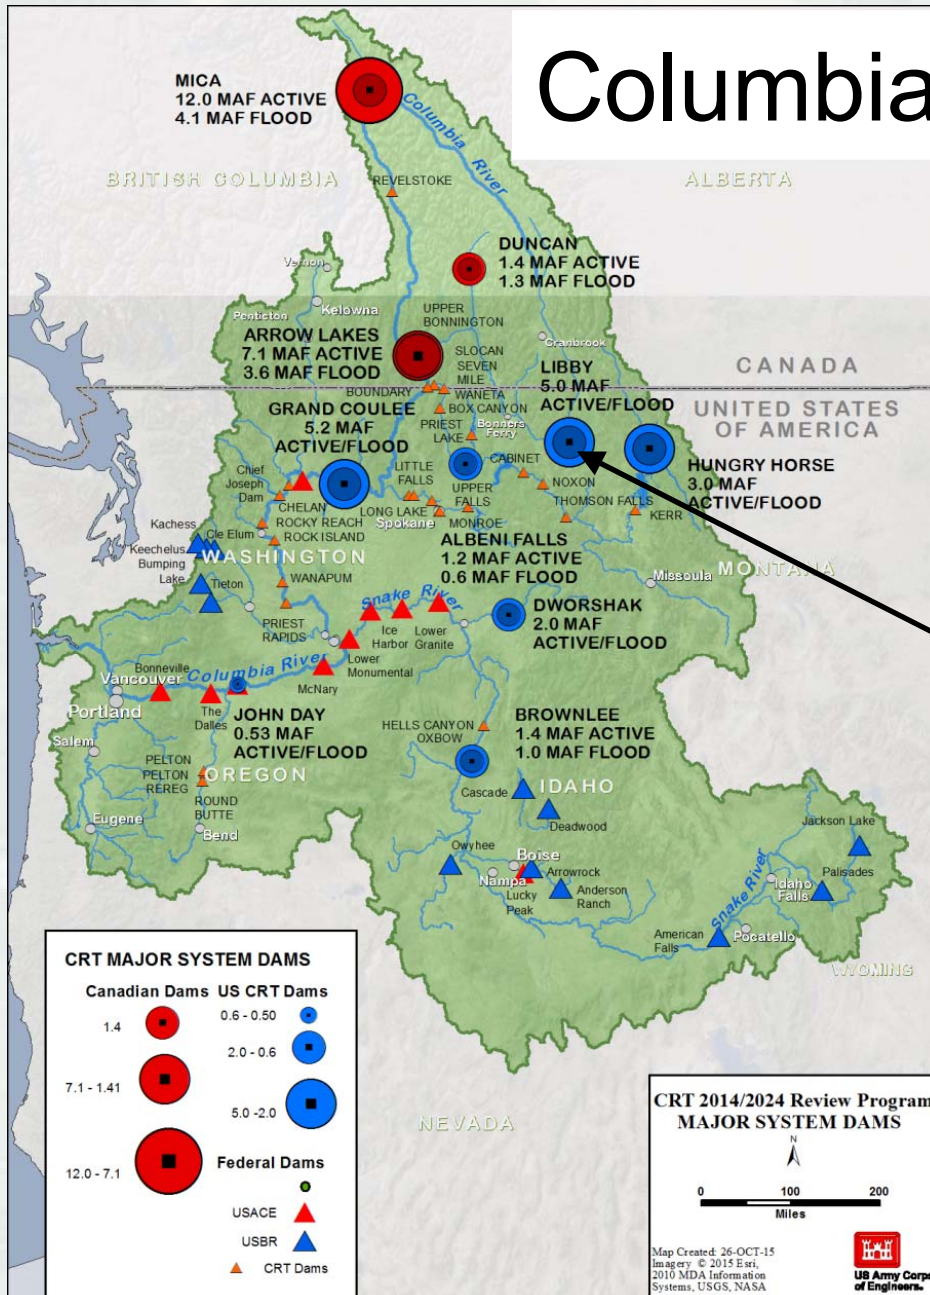 Columbia
MICA
12.0 MAF ACTIVE
4.1 MAF FLOOD
Columbia River
BRITISH COLUMBIA
ALBERTA
REVELSTOKE
DUNCAN
1.4 MAF ACTIVE
1.3 MAF FLOOD
Vernon
Kelowna
Penticton
UPPER
BONNINGTON
ARROW LAKES
7.1 MAF ACTIVE
3.6 MAF FLOOD
SLOCAN
SEVEN
MILE
Cranbrook
LIBBY
5.0 MAF
ACTIVE/FLOOD
CANADA
UNITED STATES
OF AMERICA
BOUNDARY
WANETA
BOX CANYON
GRAND COULEE
5.2 MAF
ACTIVE/FLOOD
PRIEST
LAKE
Bonners
Ferry
CABINET
HUNGRY HORSE
3.0 MAF
ACTIVE/FLOOD
Chief
Joseph
Dam
LITTLE
FALLS
UPPER
FALLS
NOXON
THOMSON FALLS
KERR
CHELAN
ROCKY REACH
ROCK ISLAND
LONG LAKE
Spokane
MONROE
Kachess
Cle Elum
Keechelus
Bumping
Lake
WASHINGTON
ALBENI FALLS
1.2 MAF ACTIVE
0.6 MAF FLOOD
Missoula
MONTANA
Tieton
WANAPUM
PRIEST
RAPIDS
Snake River
Ice
Harbor
Lower
Granite
DWORSHAK
2.0 MAF
ACTIVE/FLOOD
Lower
Monumental
Bonneville
Columbia River
McNary
Vancouver
Portland
The
Dalles
JOHN DAY
0.53 MAF
ACTIVE/FLOOD
HELLS CANYON
OXBOW
BROWNLEE
1.4 MAF ACTIVE
1.0 MAF FLOOD
Salem
PELTON
PELTON
REREG
OREGON
ROUND
BUTTE
Cascade
IDAHO
Deadwood
Eugene
Bend
Jackson Lake
Owyhee
Boise
Nampa
Arrowrock
Lucky
Peak
Anderson
Ranch
Snake River
Idaho
Falls
Palisades
American
Falls
Pocatello
WYOMING
NEVADA
CRT MAJOR SYSTEM DAMS
Canadian Dams
US CRT Dams
1.4
0.6 - 0.50
2.0 - 0.6
7.1 - 1.41
5.0 -2.0
12.0 - 7.1
Federal Dams
USACE
USBR
CRT Dams
CRT 2014/2024 Review Program
MAJOR SYSTEM DAMS
N
0 100 200
Miles
Map Created: 26-OCT-15
Imagery © 2015 Esri,
2010 MDA Information
Systems, USGS, NASA
US Army Corps
of Engineers®